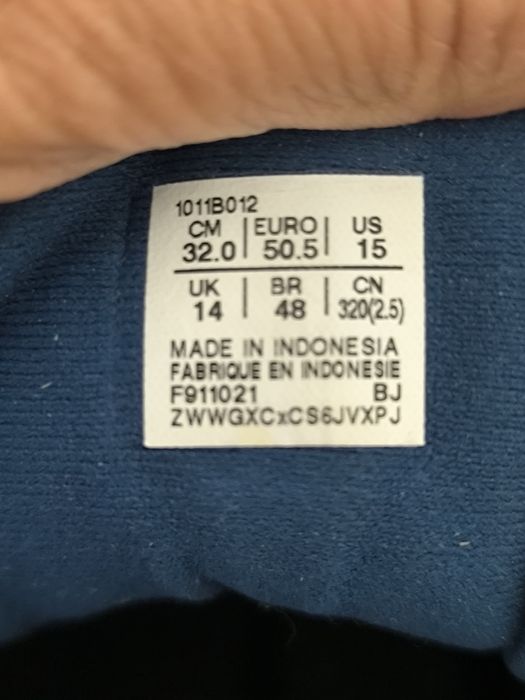 1011B012
CM | EURO | US
32.0 | 50.5 | 15
UK | BR | CN
14 | 48 | 320(2.5)
MADE IN INDONESIA
FABRIQUE EN INDONESIE
F911021 BJ
ZWWGXCxCS6JVXPJ